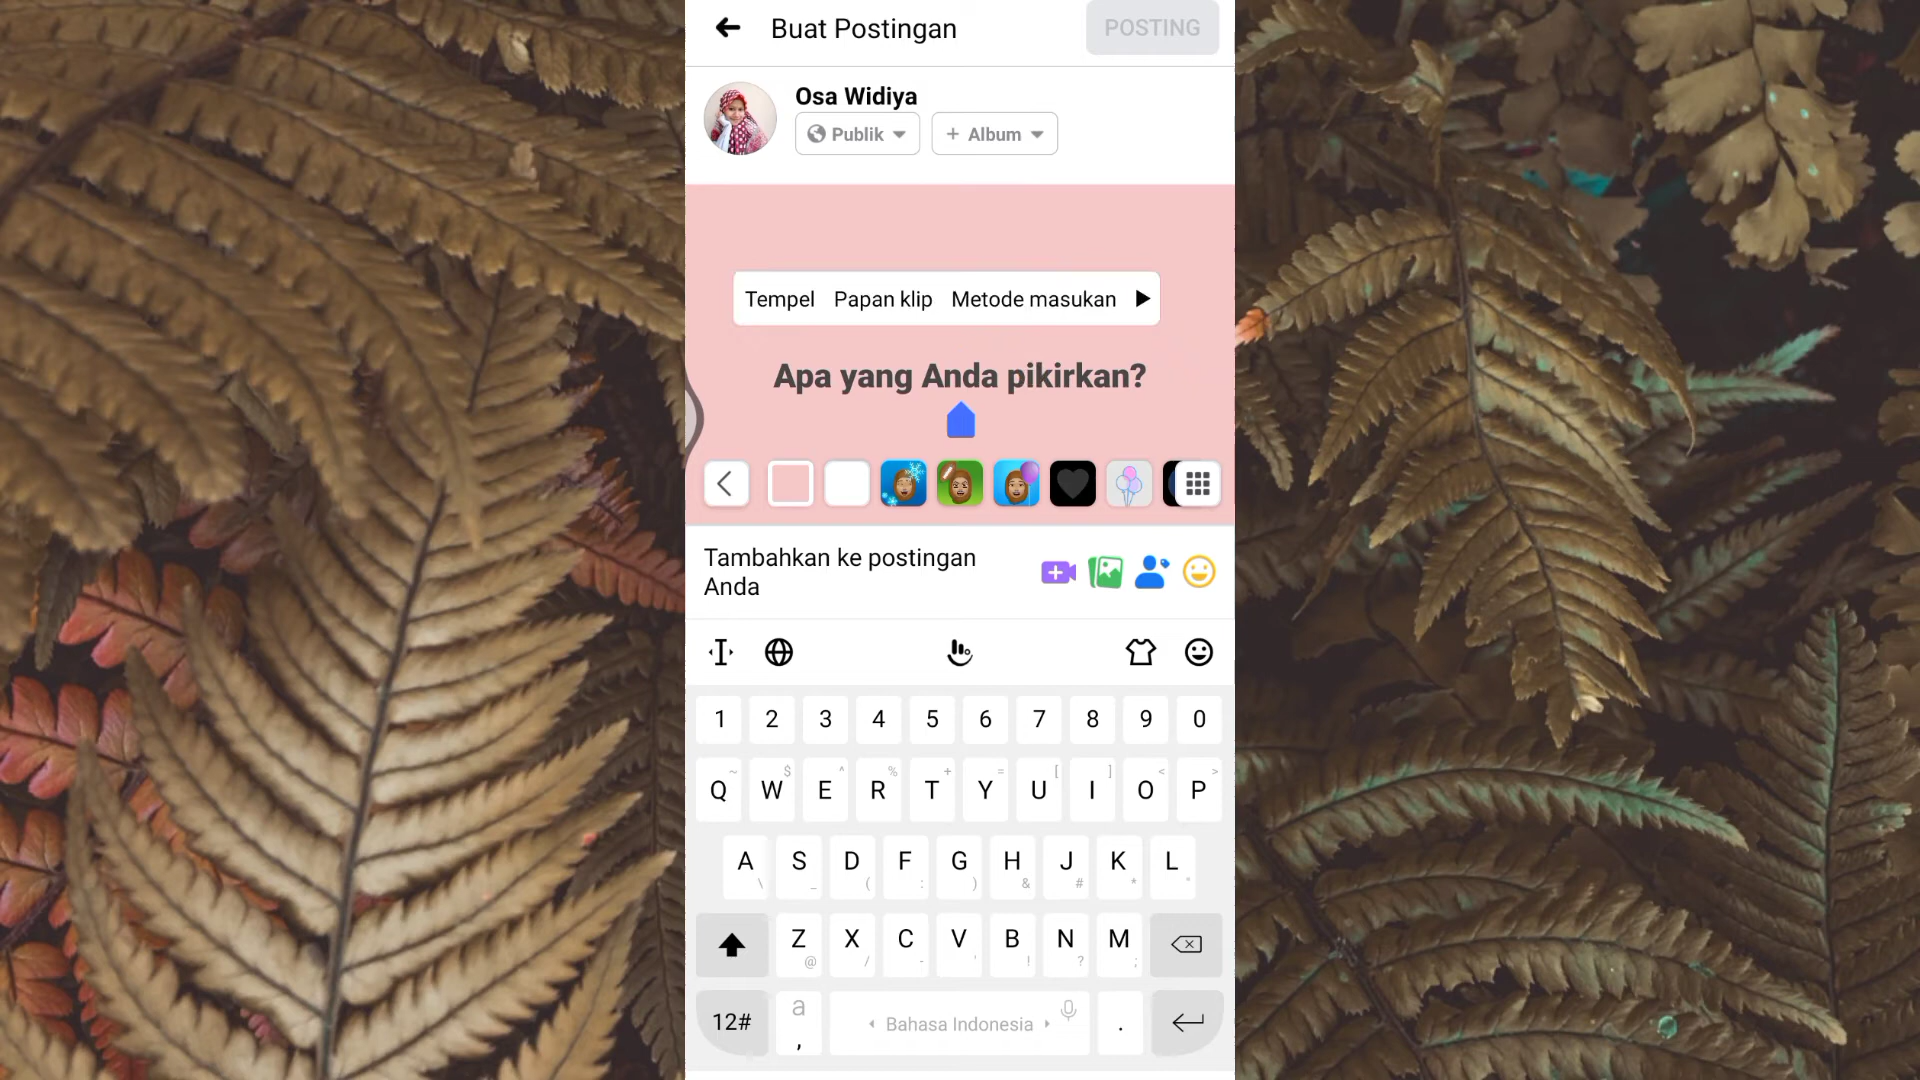 Buat Postingan
POSTING
Osa Widiya
Publik
+ Album
Tempel Papan klip Metode masukan
Apa yang Anda pikirkan?
Tambahkan ke postingan
Anda
1 2 3 4 5 6 7 8 9 0
~ $ ^ % + = [ ] < >
Q W E R T Y U I O P
A S D F G H J K L
\ _ ( : ) & # * "
Z X C V B N M
@ / - ' ! ? ;
12# a , Bahasa Indonesia .